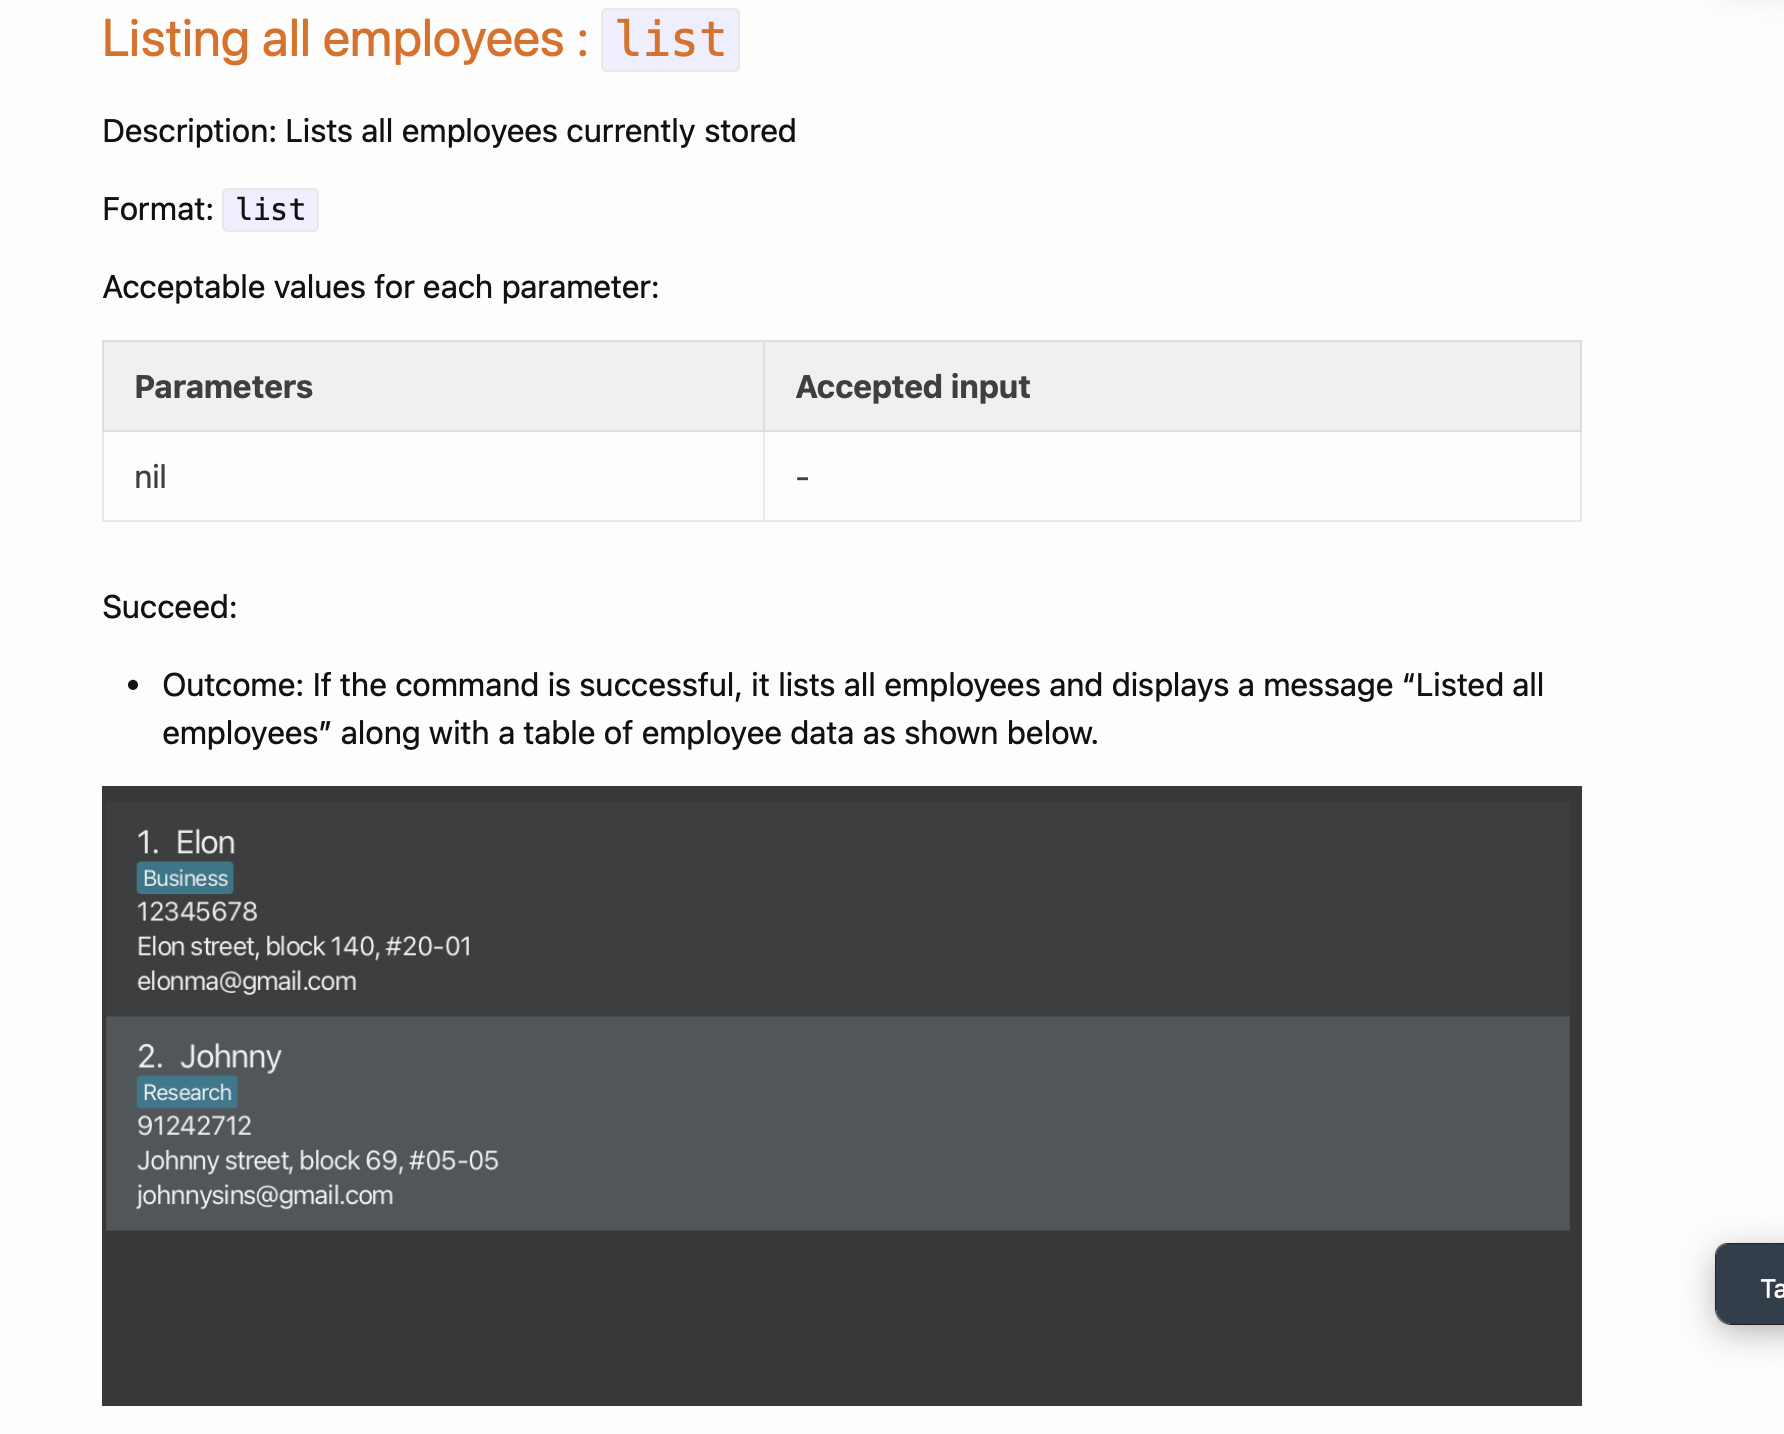 Listing all employees : list
Description: Lists all employees currently stored
Format: list
Acceptable values for each parameter:
Parameters Accepted input
nil -
Succeed:
• Outcome: If the command is successful, it lists all employees and displays a message “Listed all
employees” along with a table of employee data as shown below.
1. Elon
Business
12345678
Elon street, block 140, #20-01
elonma@gmail.com
2. Johnny
Research
91242712
Johnny street, block 69, #05-05
johnnysins@gmail.com